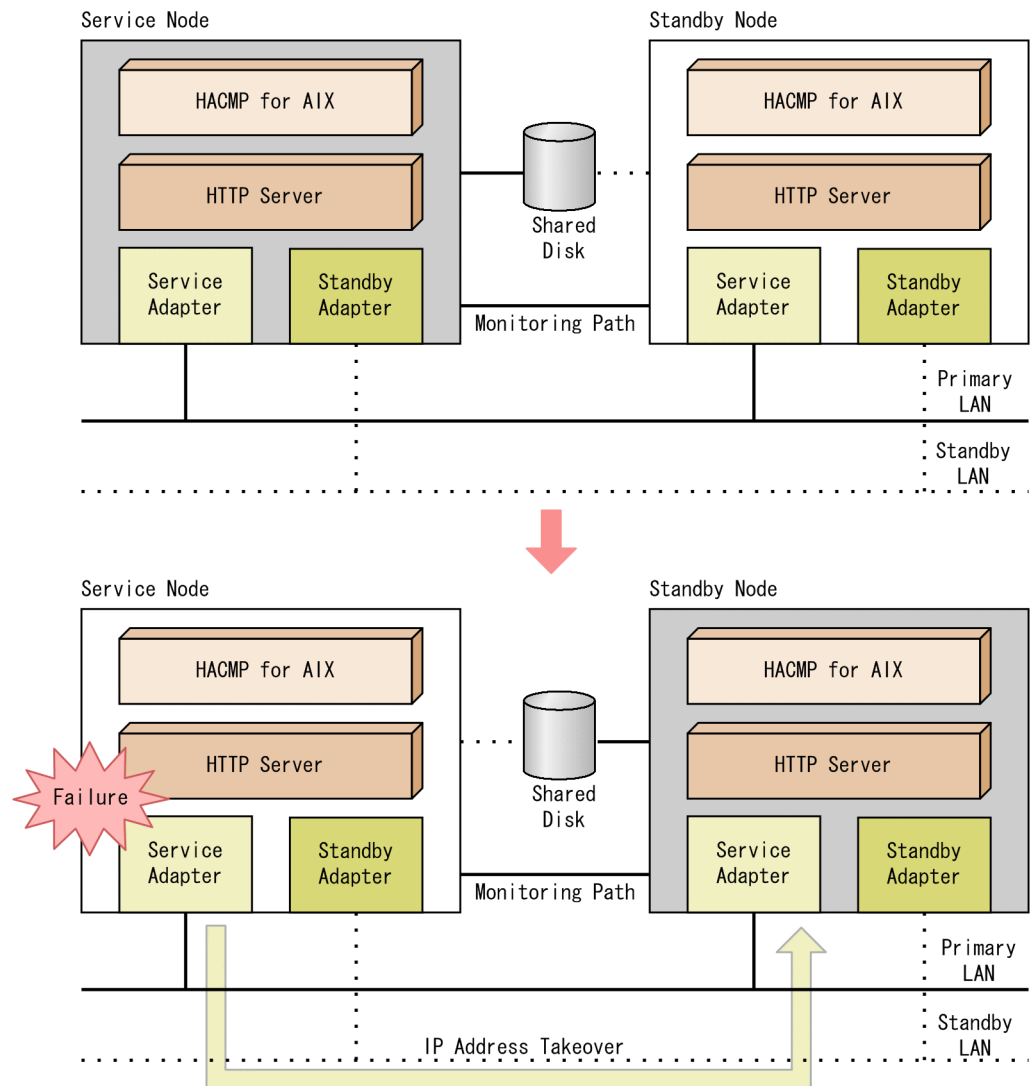 Service Node
Standby Node
HACMP for AIX
HACMP for AIX
HTTP Server
HTTP Server
Shared
Disk
Service
Adapter
Standby
Adapter
Monitoring Path
Service
Adapter
Standby
Adapter
Primary
LAN
Standby
LAN
Service Node
Standby Node
HACMP for AIX
HACMP for AIX
HTTP Server
HTTP Server
Failure
Shared
Disk
Service
Adapter
Standby
Adapter
Monitoring Path
Service
Adapter
Standby
Adapter
Primary
LAN
Standby
LAN
IP Address Takeover